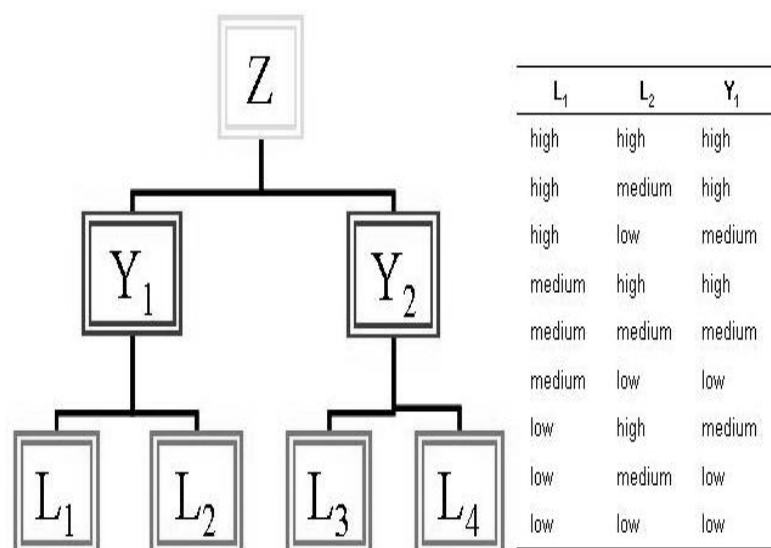 Z
Y₁ Y₂
L₁ L₂ L₃ L₄
L₁ L₂ Y₁
high high high
high medium high
high low medium
medium high high
medium medium medium
medium low low
low high medium
low medium low
low low low